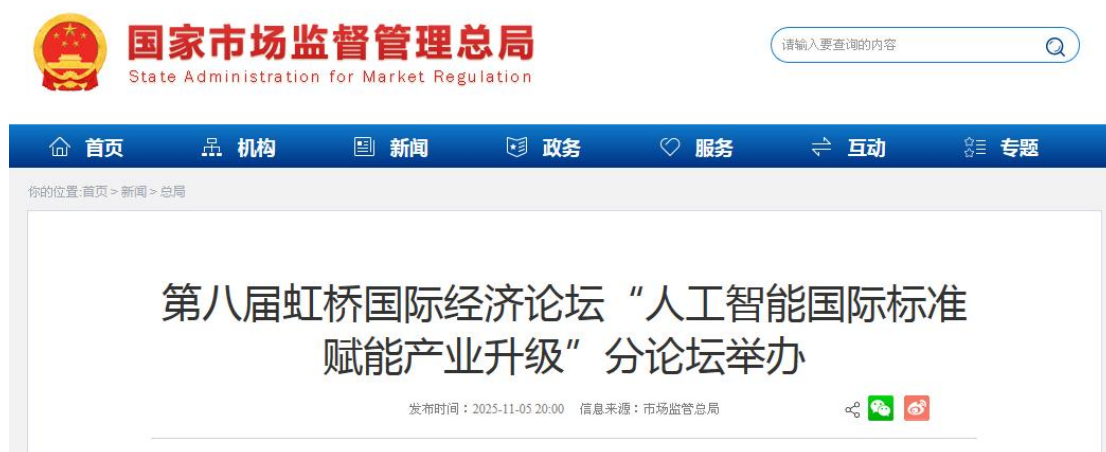 国家市场监督管理总局
State Administration for Market Regulation
请输入要查询的内容
首页 机构 新闻 政务 服务 互动 专题
你的位置:首页 > 新闻 > 总局
第八届虹桥国际经济论坛“人工智能国际标准
赋能产业升级”分论坛举办
发布时间：2025-11-05 20:00 信息来源：市场监管总局